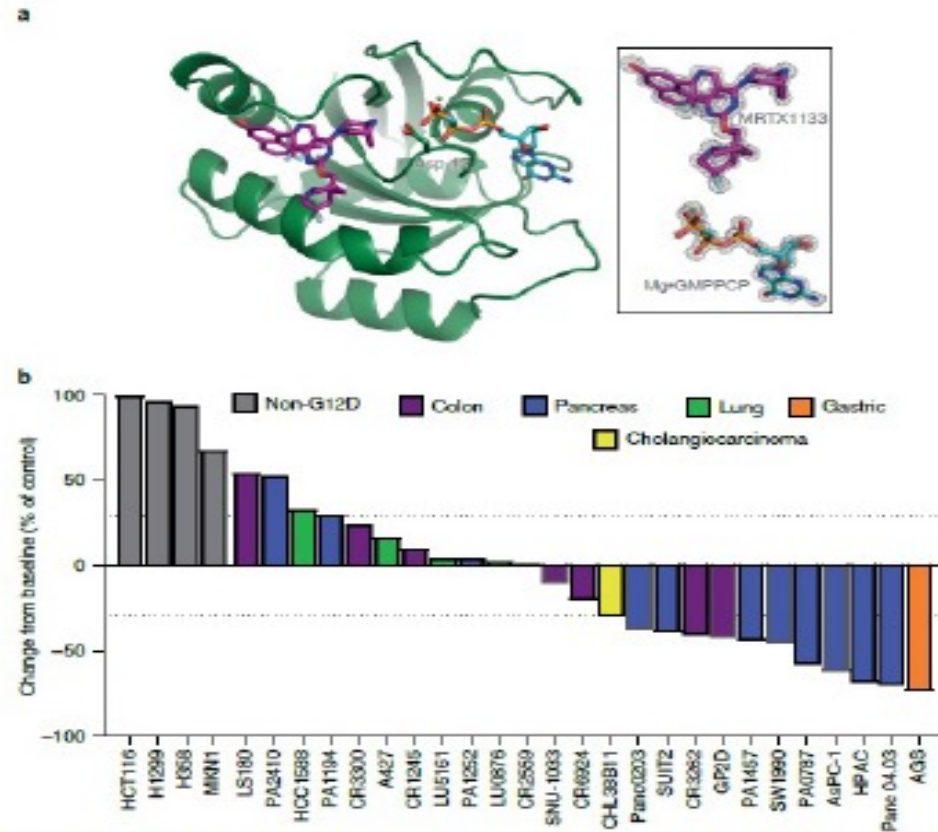 a
MRTX1133
Mg•GMPPCP
b
Change from baseline (% of control)
100
50
0
−50
−100
Non-G12D
Colon
Pancreas
Lung
Gastric
Cholangiocarcinoma
HCT116
H1299
H358
MKN1
LS180
PA2410
HCC1588
PA1194
CR3300
A427
CR1245
LU5161
PA1252
LU0876
CR2559
SNU-1033
CR6924
CHL3BBI11
Panc0203
SUIT2
CR3262
GP2D
PA1457
SW1990
PA0787
AsPC-1
HPAC
Panc 04.03
AGS